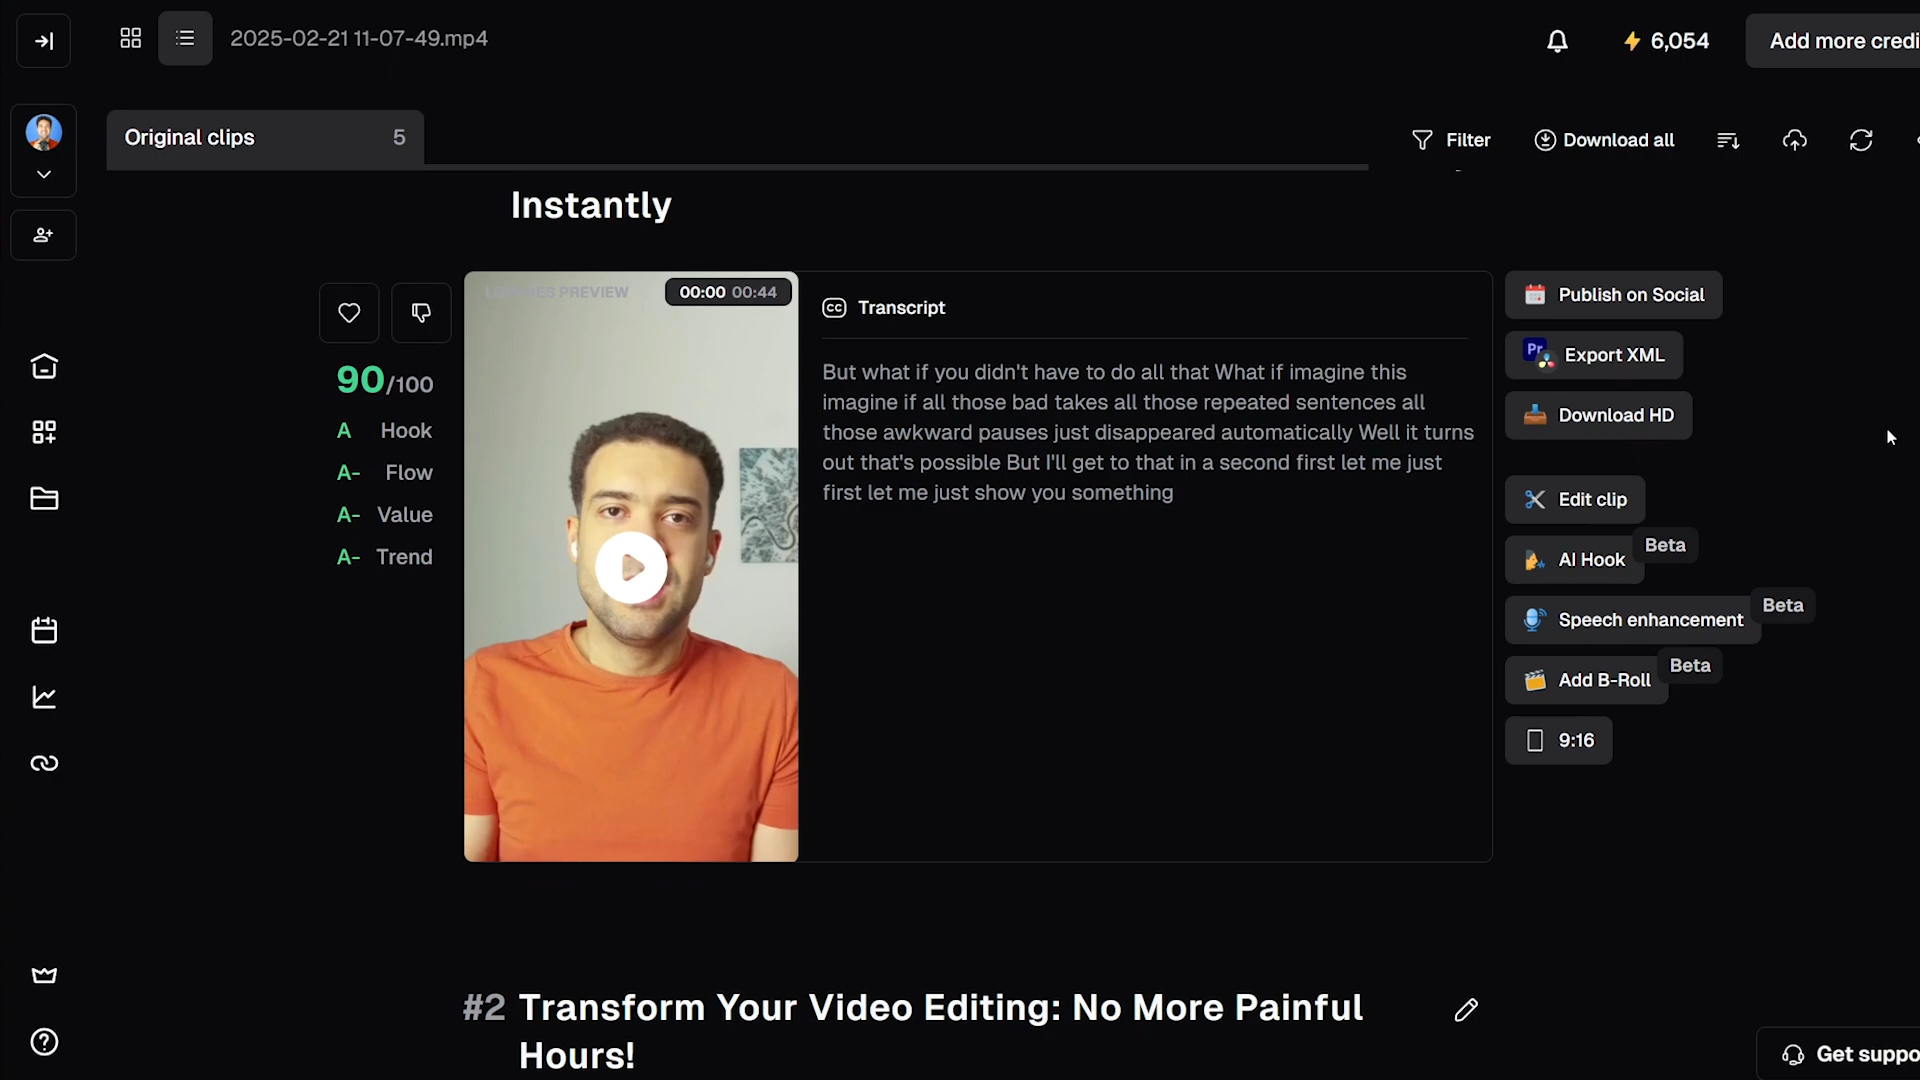 2025-02-21 11-07-49.mp4
6,054
Add more credi
Original clips 5
Filter
Download all
Instantly
PREVIEW
00:00 00:44
90/100
A Hook
A- Flow
A- Value
A- Trend
CC Transcript
But what if you didn't have to do all that What if imagine this
imagine if all those bad takes all those repeated sentences all
those awkward pauses just disappeared automatically Well it turns
out that's possible But I'll get to that in a second first let me just
first let me just show you something
Publish on Social
Pr Export XML
Download HD
Edit clip
AI Hook Beta
Speech enhancement Beta
Add B-Roll Beta
9:16
#2 Transform Your Video Editing: No More Painful
Hours!
Get suppo